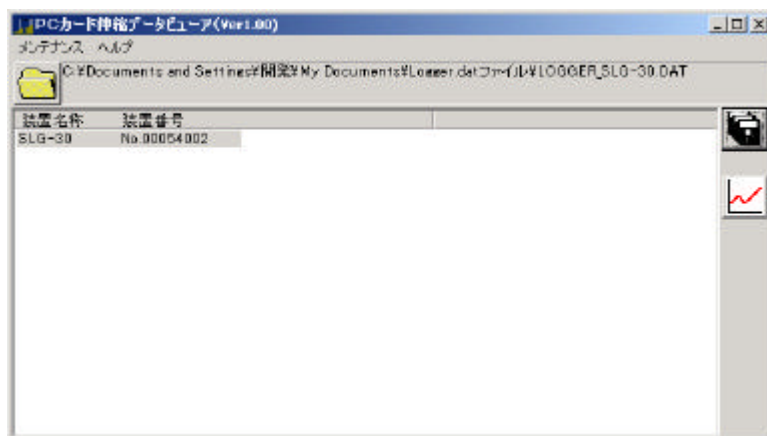 PCカード伸縮データビューア(Ver1.00)
メンテナンス ヘルプ
C:¥Documents and Settings¥開発¥My Documents¥Logger.datファイル¥LOGGER_SLG-30.DAT
装置名称 装置番号
SLG-30 No.00054002